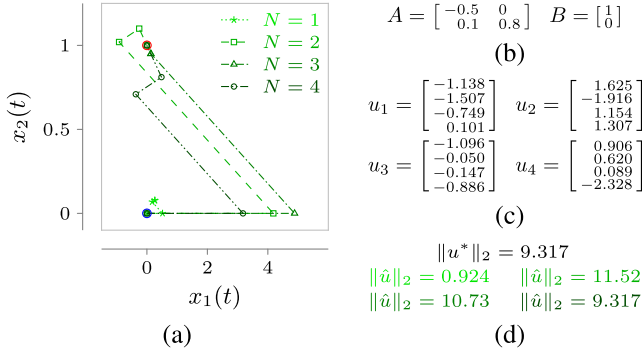 x₂(t)
1
0.5
0
0 2 4
x₁(t)
N = 1
N = 2
N = 3
N = 4
(a)
A = [ −0.5 0
0.1 0.8 ] B = [ 1
0 ]
(b)
u₁ = [ −1.138
−1.507
−0.749
0.101 ]
u₂ = [ 1.625
−1.916
1.154
1.307 ]
u₃ = [ −1.096
−0.050
−0.147
−0.886 ]
u₄ = [ 0.906
0.620
0.089
−2.328 ]
(c)
‖u*‖₂ = 9.317
‖û‖₂ = 0.924 ‖û‖₂ = 11.52
‖û‖₂ = 10.73 ‖û‖₂ = 9.317
(d)